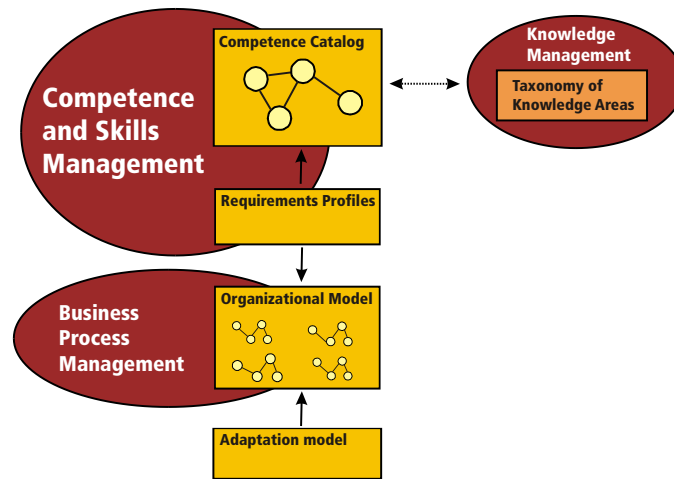 Competence Catalog
Knowledge
Management
Taxonomy of
Knowledge Areas
Competence
and Skills
Management
Requirements Profiles
Organizational Model
Business
Process
Management
Adaptation model